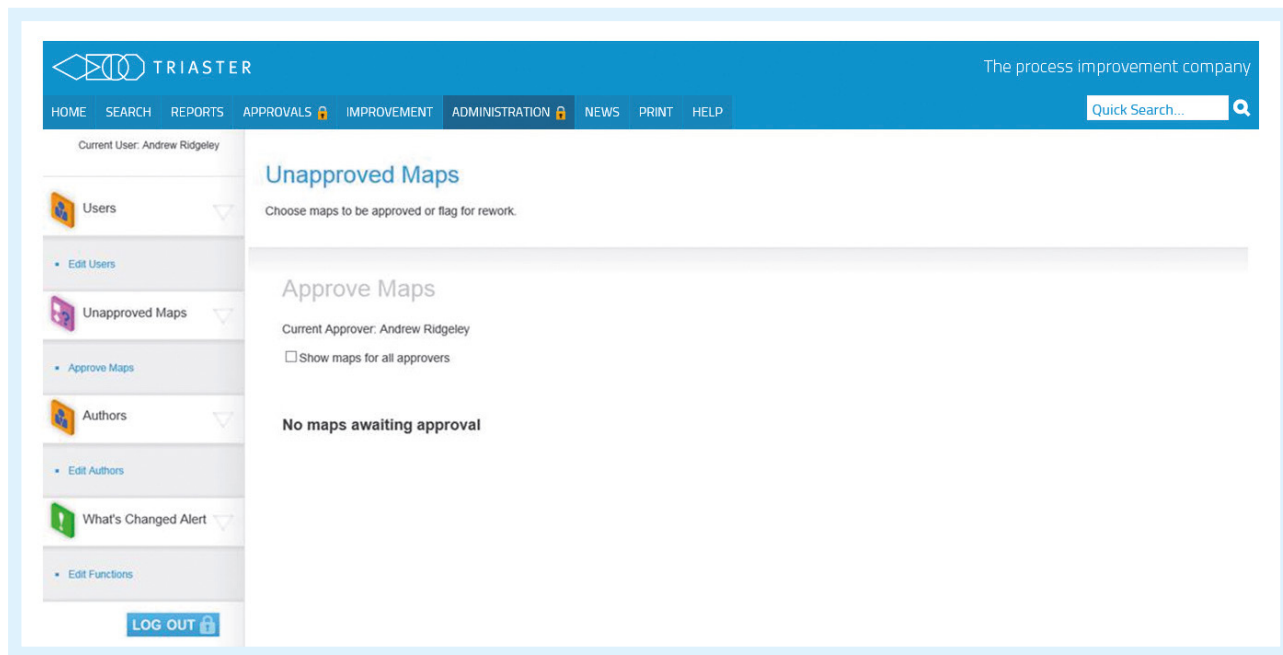 TRIASTER
The process improvement company
HOME SEARCH REPORTS APPROVALS IMPROVEMENT ADMINISTRATION NEWS PRINT HELP
Quick Search...
Current User: Andrew Ridgeley
Users
Edit Users
Unapproved Maps
Approve Maps
Authors
Edit Authors
What's Changed Alert
Edit Functions
LOG OUT
Unapproved Maps
Choose maps to be approved or flag for rework.
Approve Maps
Current Approver: Andrew Ridgeley
Show maps for all approvers
No maps awaiting approval